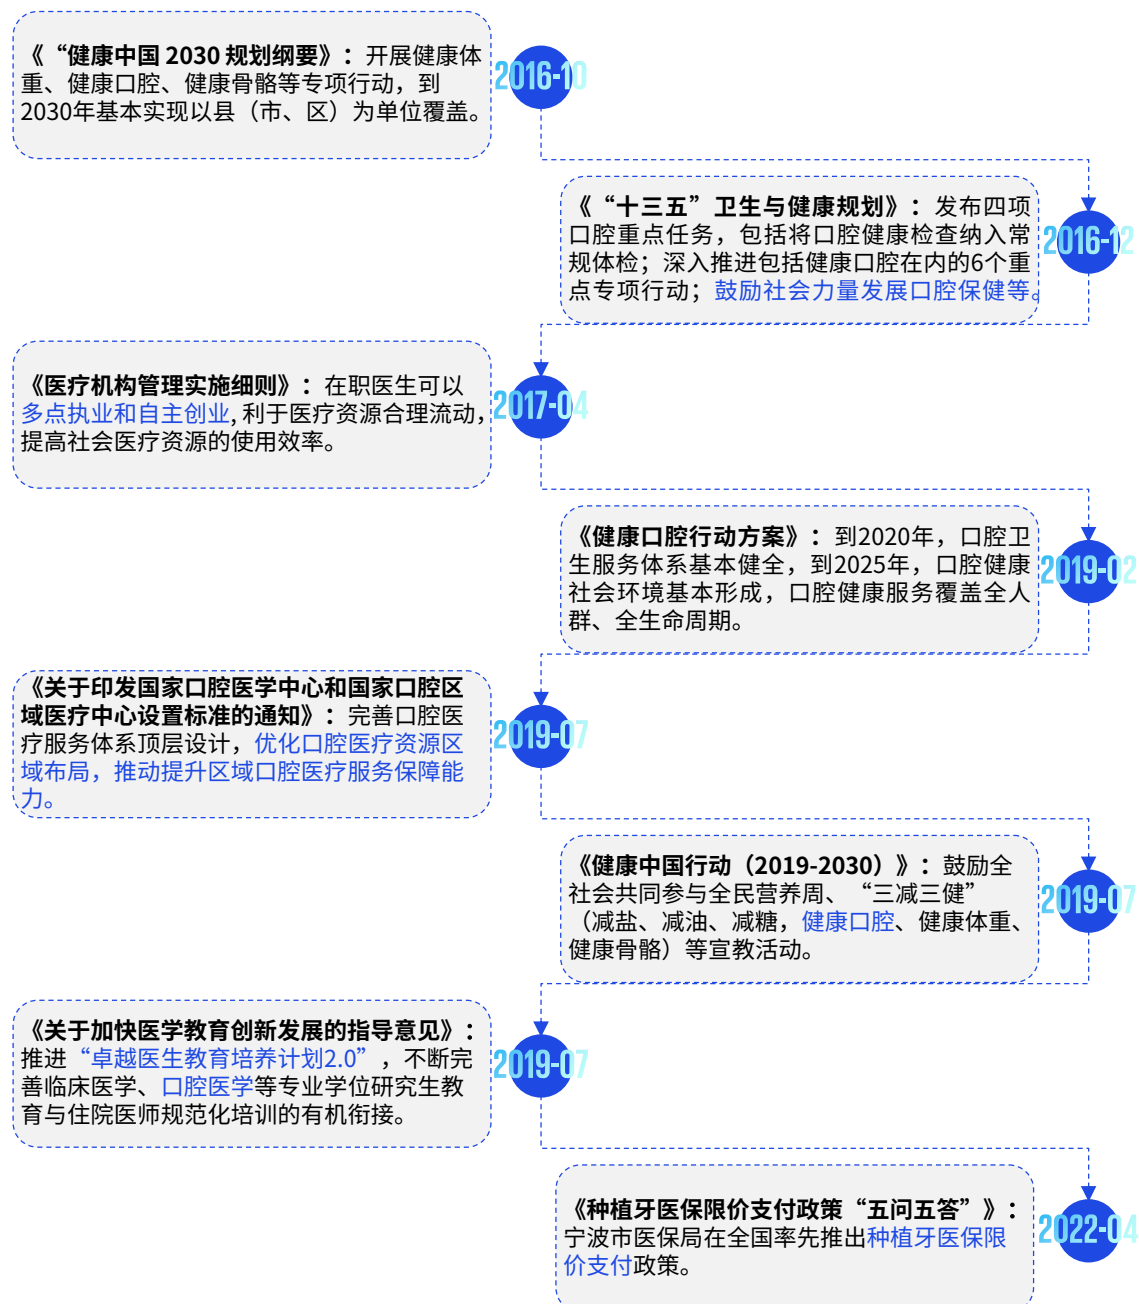 《“健康中国 2030 规划纲要》：开展健康体
重、健康口腔、健康骨骼等专项行动，到
2030年基本实现以县（市、区）为单位覆盖。
2016-10
《“十三五”卫生与健康规划》：发布四项
口腔重点任务，包括将口腔健康检查纳入常
规体检；深入推进包括健康口腔在内的6个重
点专项行动；鼓励社会力量发展口腔保健等。
2016-12
《医疗机构管理实施细则》：在职医生可以
多点执业和自主创业, 利于医疗资源合理流动，
提高社会医疗资源的使用效率。
2017-04
《健康口腔行动方案》：到2020年，口腔卫
生服务体系基本健全，到2025年，口腔健康
社会环境基本形成，口腔健康服务覆盖全人
群、全生命周期。
2019-02
《关于印发国家口腔医学中心和国家口腔区
域医疗中心设置标准的通知》：完善口腔医
疗服务体系顶层设计，优化口腔医疗资源区
域布局，推动提升区域口腔医疗服务保障能
力。
2019-07
《健康中国行动（2019-2030）》：鼓励全
社会共同参与全民营养周、“三减三健”
（减盐、减油、减糖，健康口腔、健康体重、
健康骨骼）等宣教活动。
2019-07
《关于加快医学教育创新发展的指导意见》：
推进“卓越医生教育培养计划2.0”，不断完
善临床医学、口腔医学等专业学位研究生教
育与住院医师规范化培训的有机衔接。
2019-07
《种植牙医保限价支付政策“五问五答”》：
宁波市医保局在全国率先推出种植牙医保限
价支付政策。
2022-04